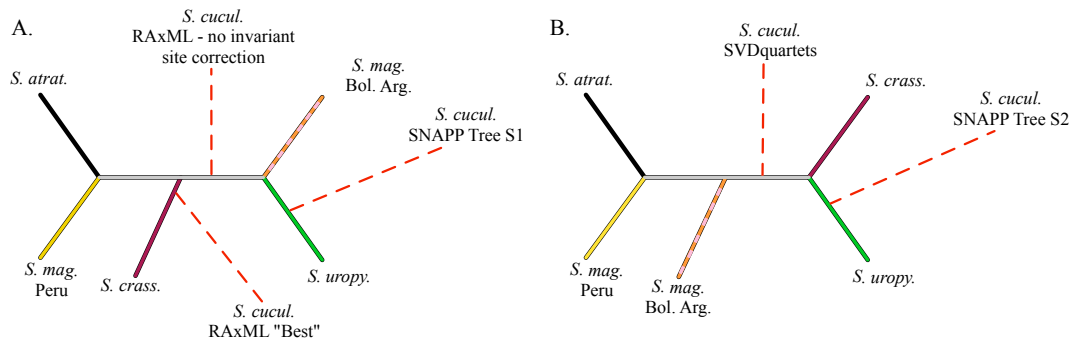 A.
S. cucul.
RAxML - no invariant
site correction
S. atrat.
S. mag.
Bol. Arg.
S. cucul.
SNAPP Tree S1
S. mag.
Peru
S. crass.
S. uropy.
S. cucul.
RAxML "Best"
B.
S. cucul.
SVDquartets
S. atrat.
S. crass.
S. cucul.
SNAPP Tree S2
S. mag.
Peru
S. mag.
Bol. Arg.
S. uropy.